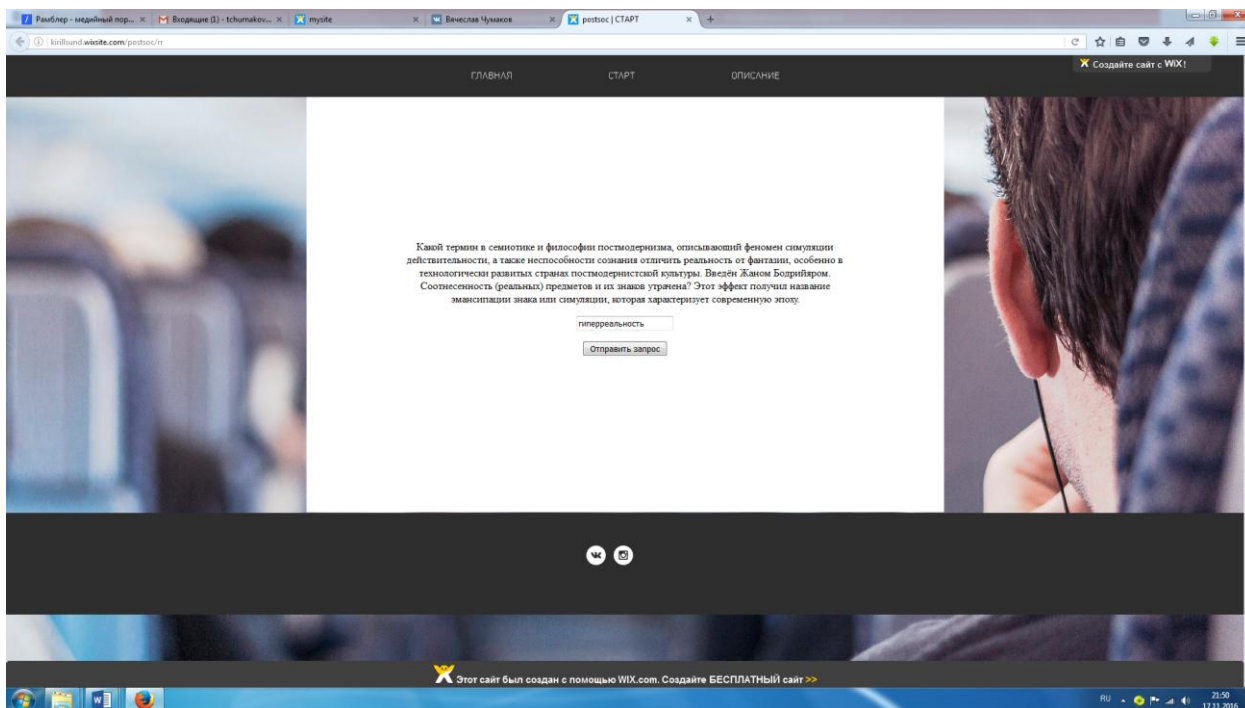 Рамблер - медийный пор...
Входящие (1) - tchumakov...
mysite
Вячеслав Чумаков
postsoc | СТАРТ
kirillsund.wixsite.com/postsoc/rr
ГЛАВНАЯ
СТАРТ
ОПИСАНИЕ
Создайте сайт с WiX!
Какой термин в семиотике и философии постмодернизма, описывающий феномен симуляции
действительности, а также неспособности сознания отличить реальность от фантазии, особенно в
технологически развитых странах постмодернистской культуры. Введён Жаном Бодрийяром.
Соотнесенность (реальных) предметов и их знаков утрачена? Этот эффект получил название
эмансипации знака или симуляции, которая характеризует современную эпоху.
гиперреальность
Отправить запрос
Этот сайт был создан с помощью WIX.com. Создайте БЕСПЛАТНЫЙ сайт >>
RU
21:50
17.11.2016